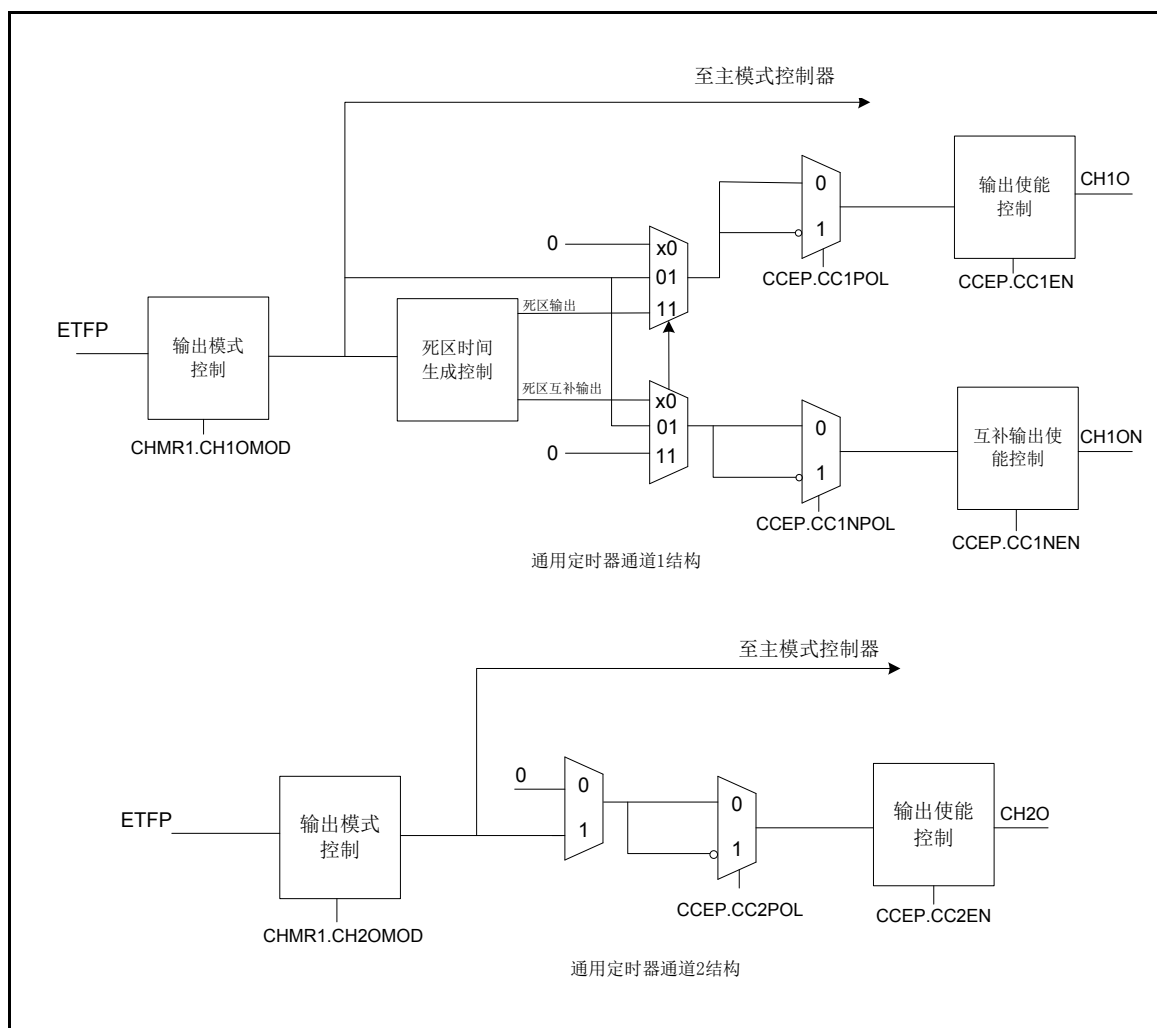 至主模式控制器
0
x0
01
11
0
1
CCEP.CC1POL
输出使能
控制
CH1O
CCEP.CC1EN
ETFP
输出模式
控制
CHMR1.CH1OMOD
死区时间
生成控制
死区输出
死区互补输出
x0
01
11
0
0
1
CCEP.CC1NPOL
互补输出使
能控制
CH1ON
CCEP.CC1NEN
通用定时器通道1结构
至主模式控制器
ETFP
输出模式
控制
CHMR1.CH2OMOD
0
0
1
0
1
CCEP.CC2POL
输出使能
控制
CH2O
CCEP.CC2EN
通用定时器通道2结构